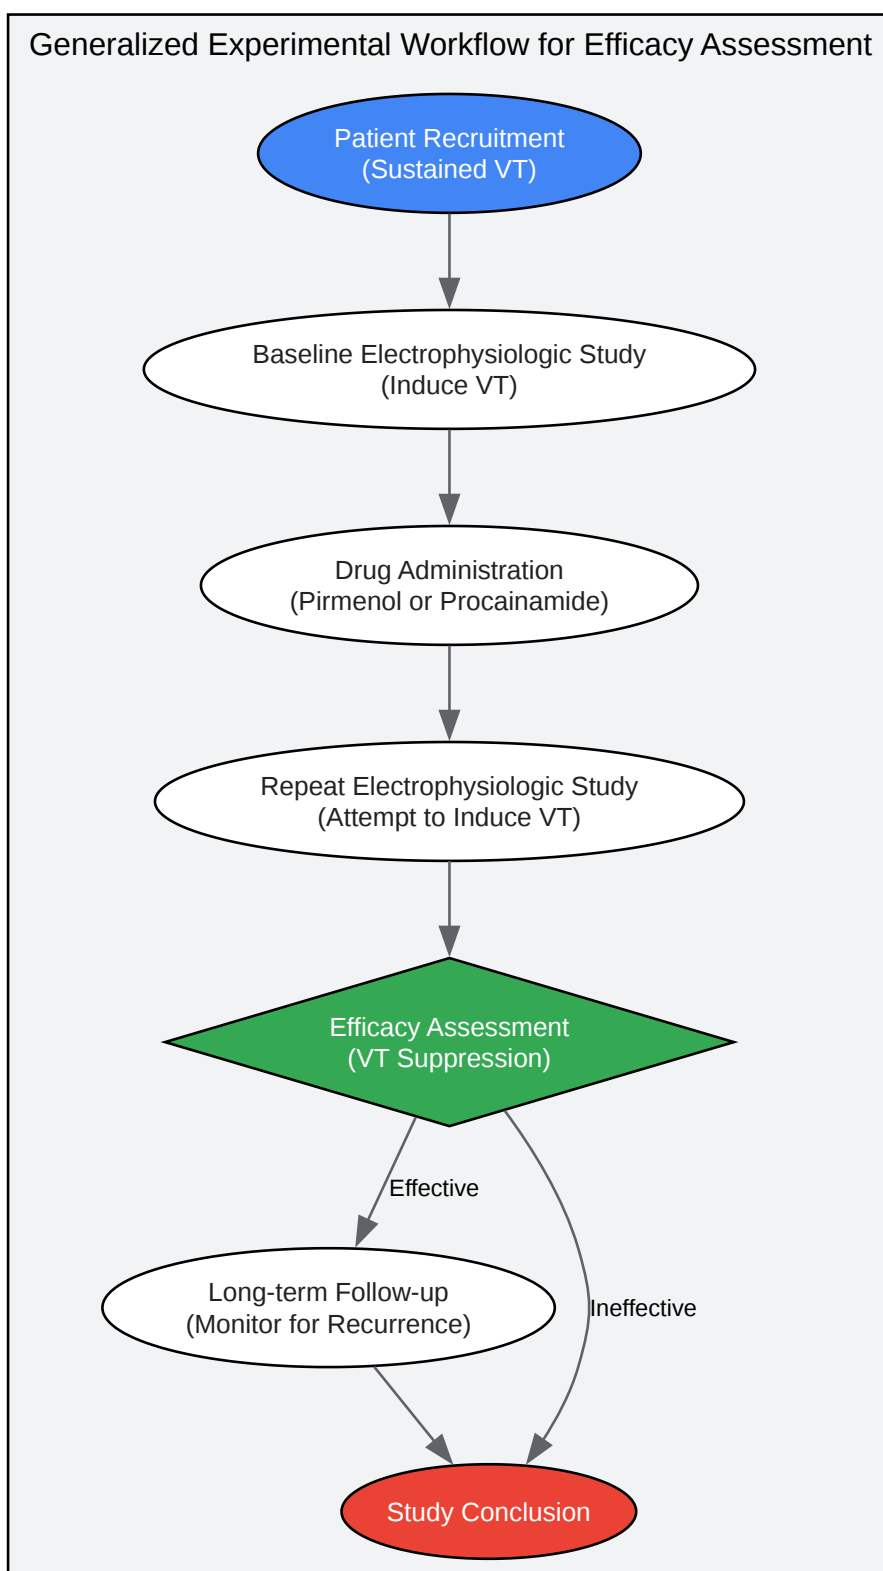 Generalized Experimental Workflow for Efficacy Assessment
Patient Recruitment
(Sustained VT)
Baseline Electrophysiologic Study
(Induce VT)
Drug Administration
(Pirmenol or Procainamide)
Repeat Electrophysiologic Study
(Attempt to Induce VT)
Efficacy Assessment
(VT Suppression)
Effective
Long-term Follow-up
(Monitor for Recurrence)
Ineffective
Study Conclusion